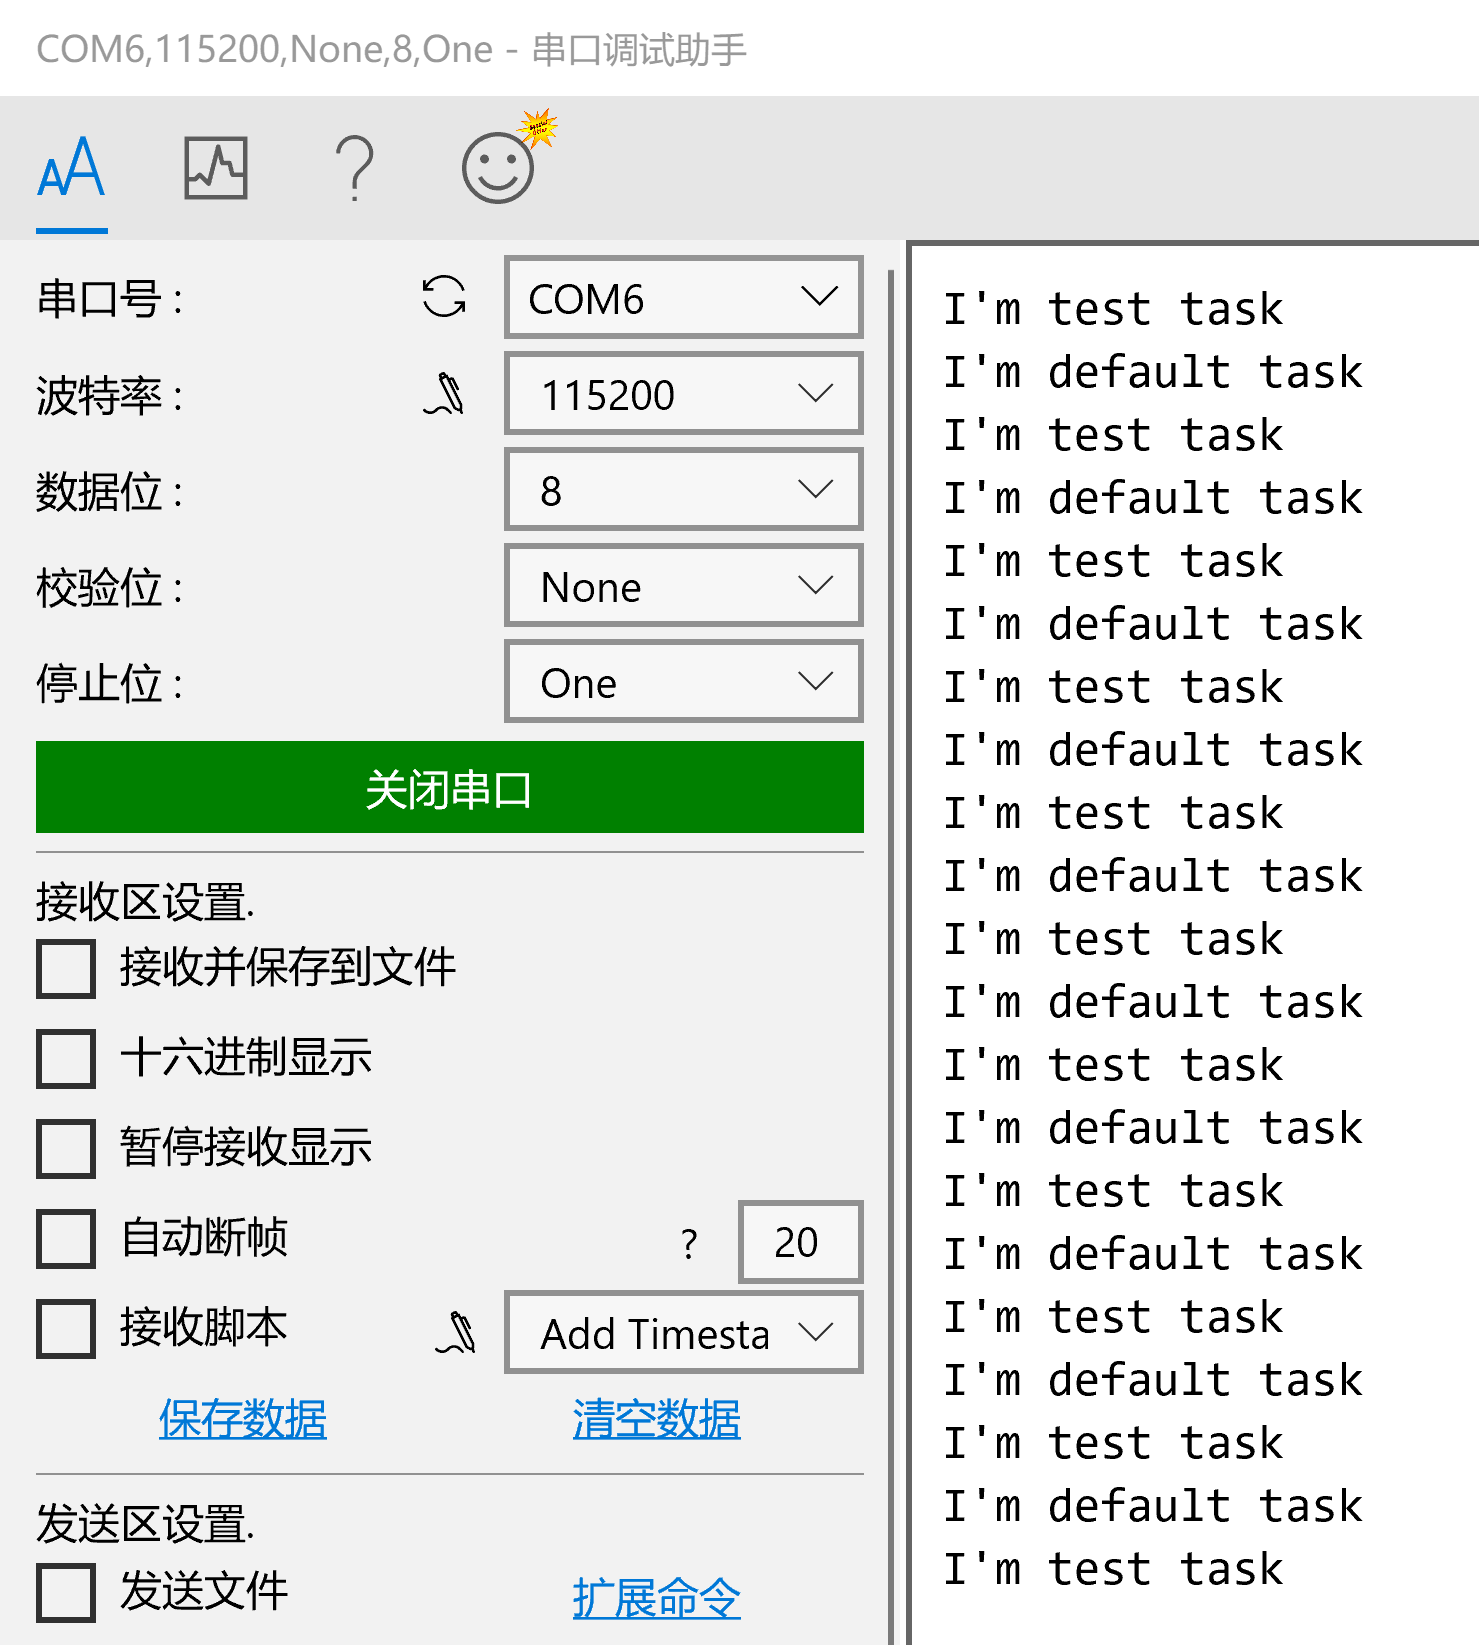 COM6,115200,None,8,One - 串口调试助手
串口号 :
COM6
波特率 :
115200
数据位 :
8
校验位 :
None
停止位 :
One
关闭串口
接收区设置.
接收并保存到文件
十六进制显示
暂停接收显示
自动断帧
?
20
接收脚本
Add Timesta
保存数据
清空数据
发送区设置.
发送文件
扩展命令
I'm test task
I'm default task
I'm test task
I'm default task
I'm test task
I'm default task
I'm test task
I'm default task
I'm test task
I'm default task
I'm test task
I'm default task
I'm test task
I'm default task
I'm test task
I'm default task
I'm test task
I'm default task
I'm test task
I'm default task
I'm test task